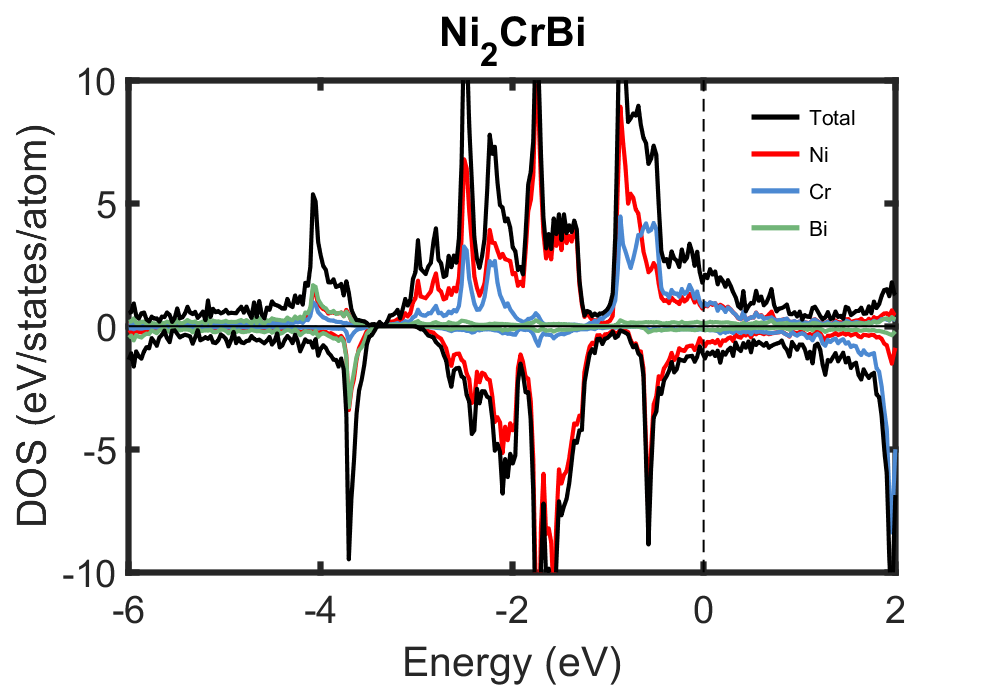 Ni₂CrBi
10
5
0
-5
-10
DOS (eV/states/atom)
Total
Ni
Cr
Bi
-6 -4 -2 0 2
Energy (eV)